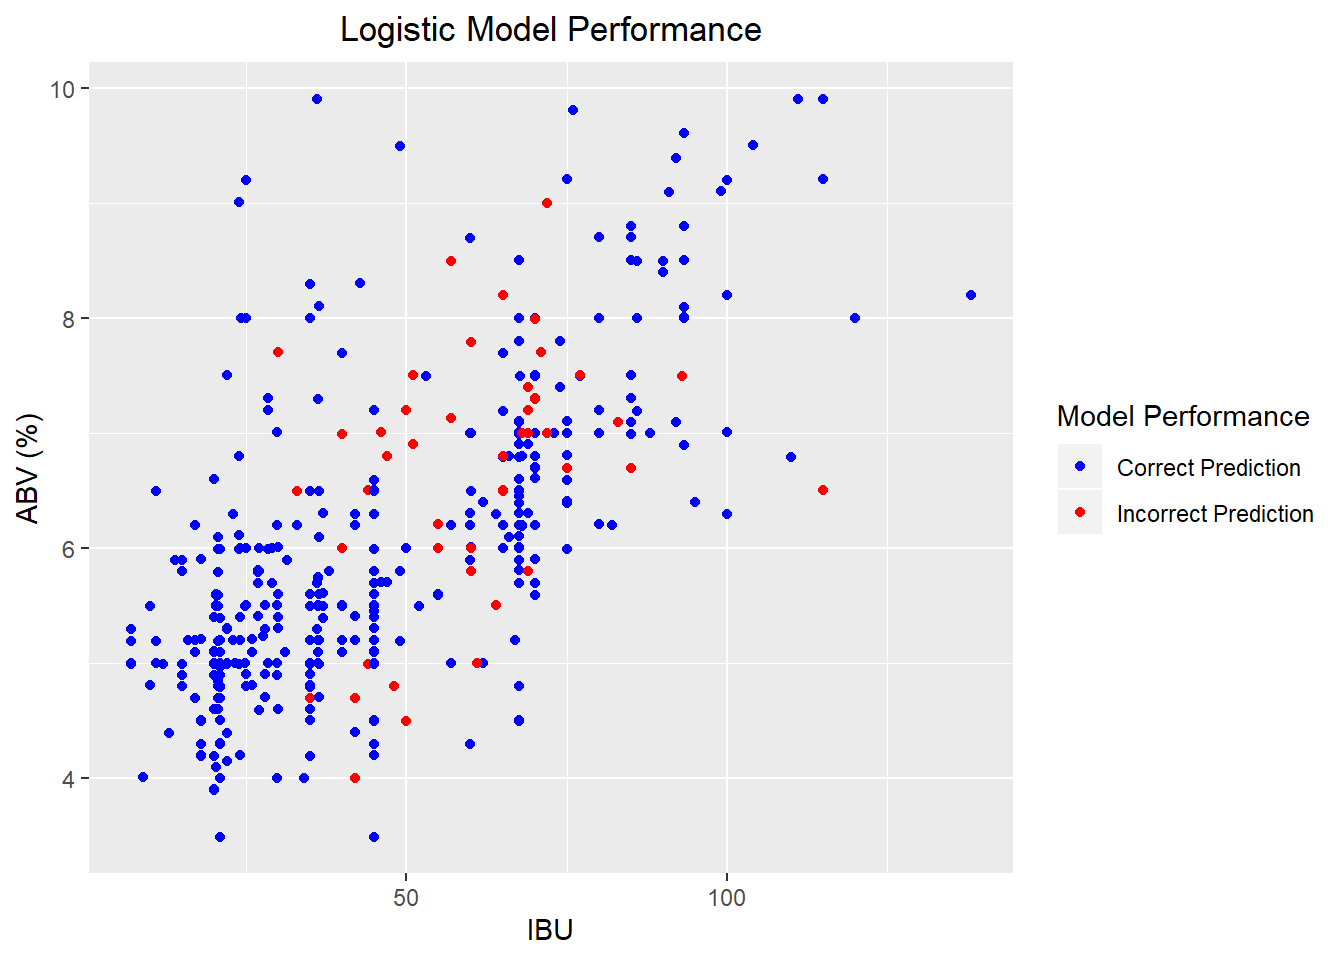 Logistic Model Performance
10
8
6
4
ABV (%)
50
100
IBU
Model Performance
Correct Prediction
Incorrect Prediction